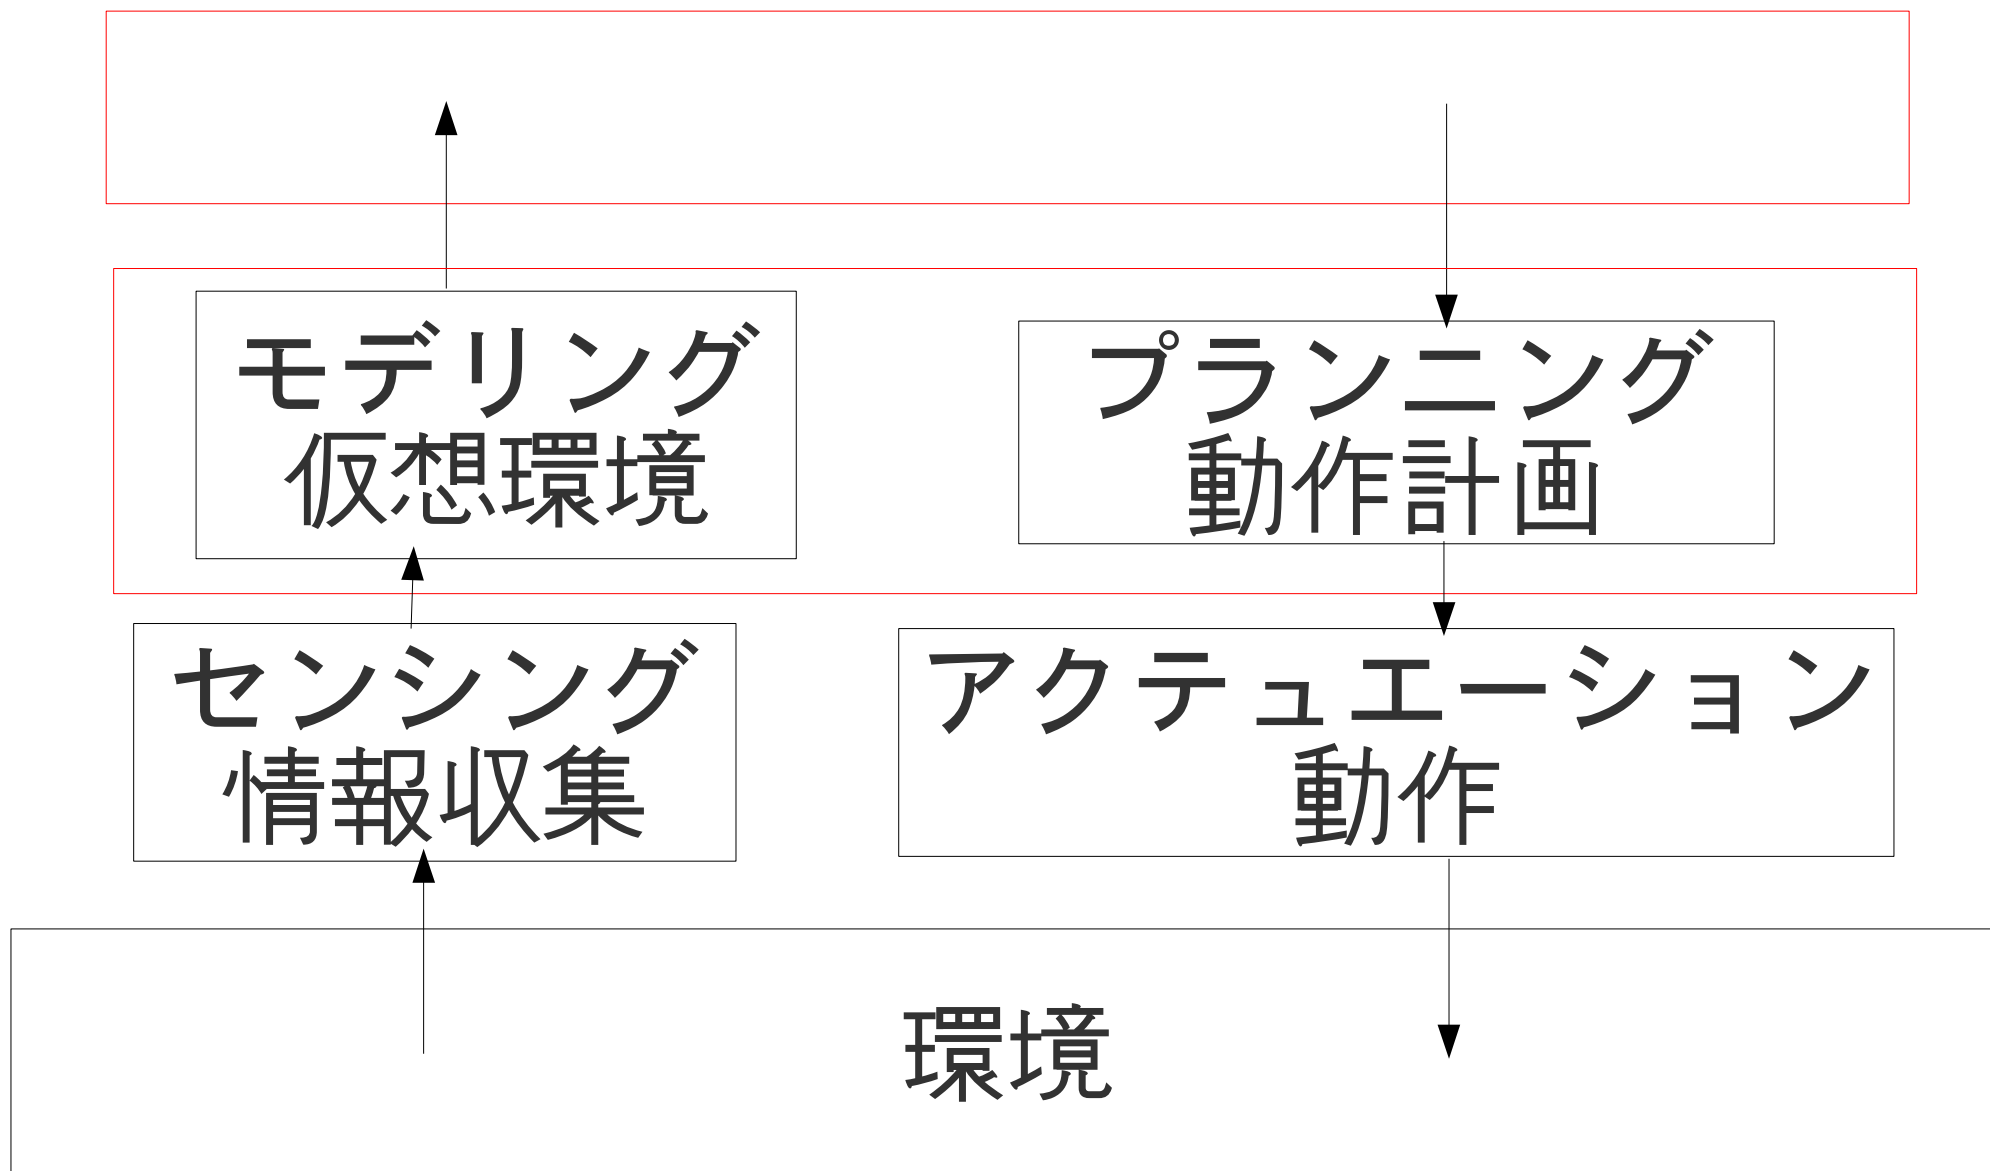 モデリング
仮想環境
プランニング
動作計画
センシング
情報収集
アクテュエーション
動作
環境